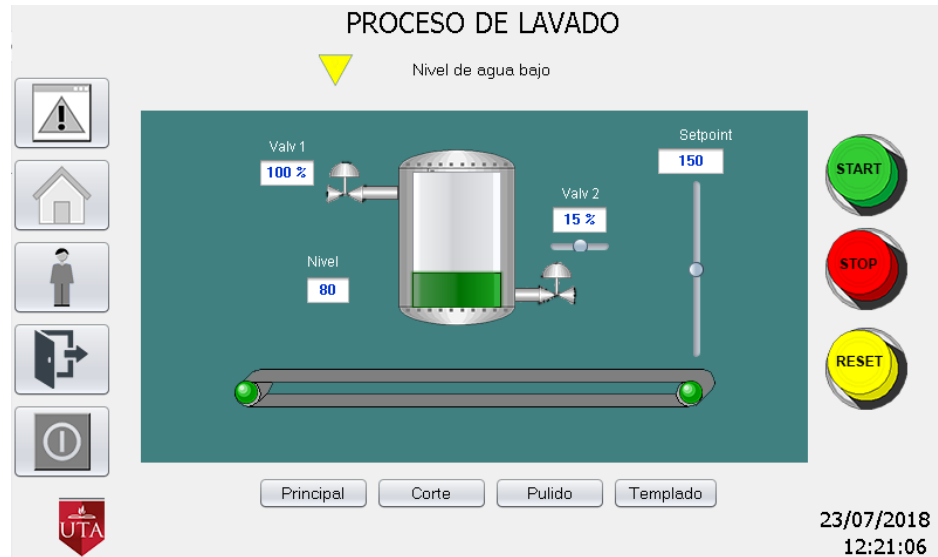 PROCESO DE LAVADO
Nivel de agua bajo
Setpoint
150
Valv 1
100 %
Valv 2
15 %
Nivel
80
START
STOP
RESET
Principal
Corte
Pulido
Templado
UTA
23/07/2018
12:21:06